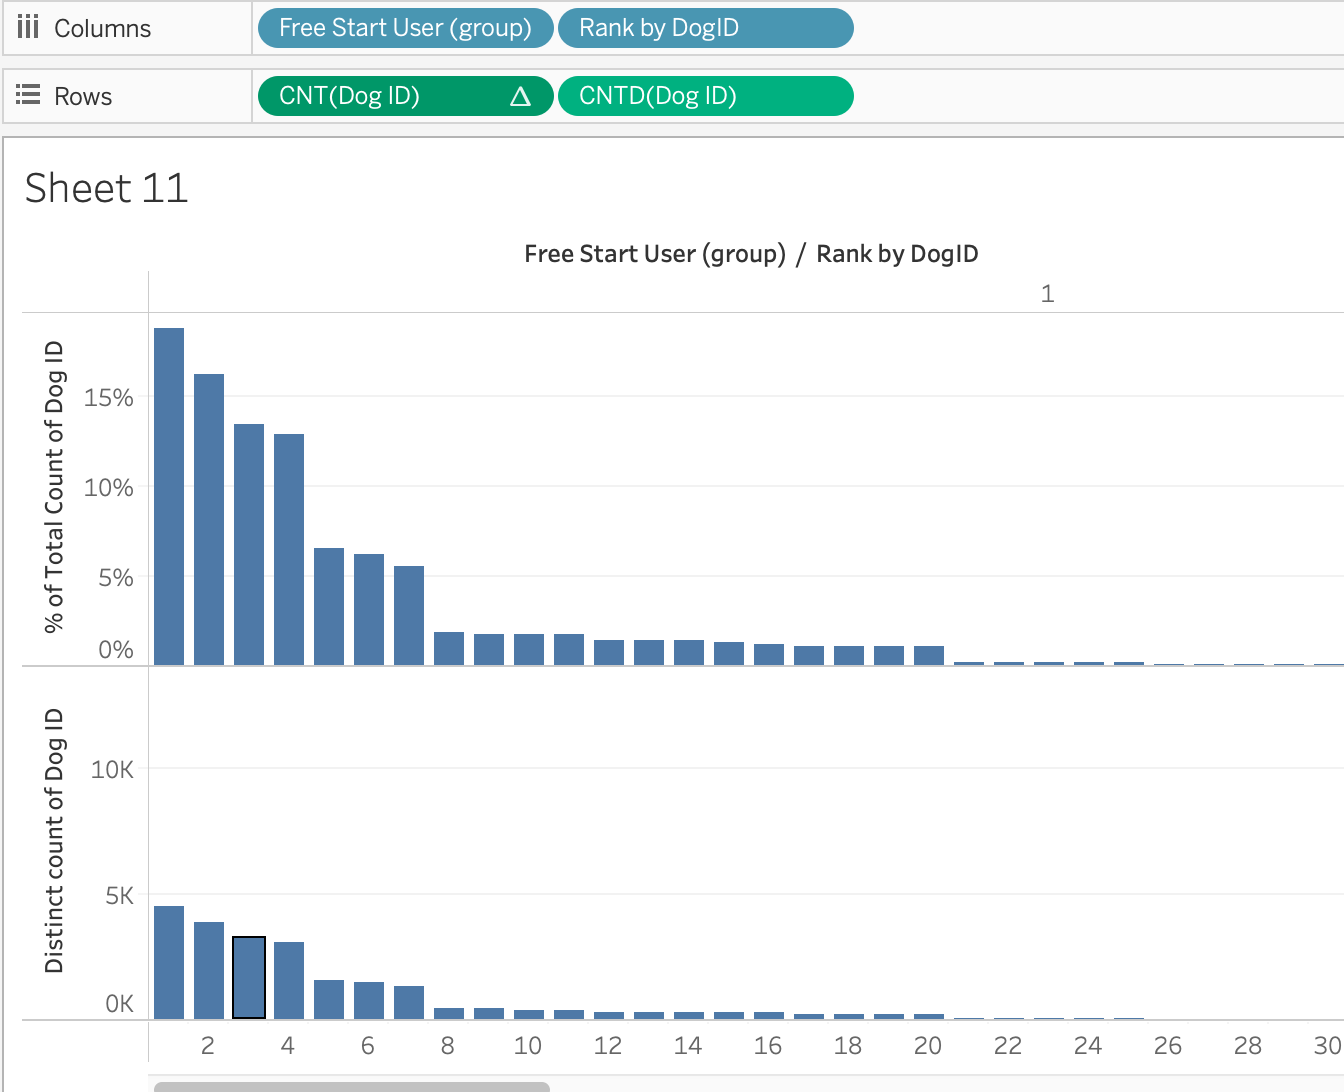 Columns
Free Start User (group)
Rank by DogID
Rows
CNT(Dog ID) Δ
CNTD(Dog ID)
Sheet 11
Free Start User (group) / Rank by DogID
1
% of Total Count of Dog ID
15%
10%
5%
0%
Distinct count of Dog ID
10K
5K
0K
2 4 6 8 10 12 14 16 18 20 22 24 26 28 30